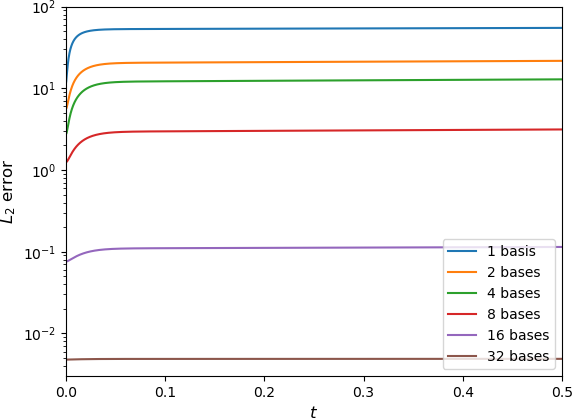 10²
10¹
10⁰
10⁻¹
10⁻²
L₂ error
0.0 0.1 0.2 0.3 0.4 0.5
t
1 basis
2 bases
4 bases
8 bases
16 bases
32 bases